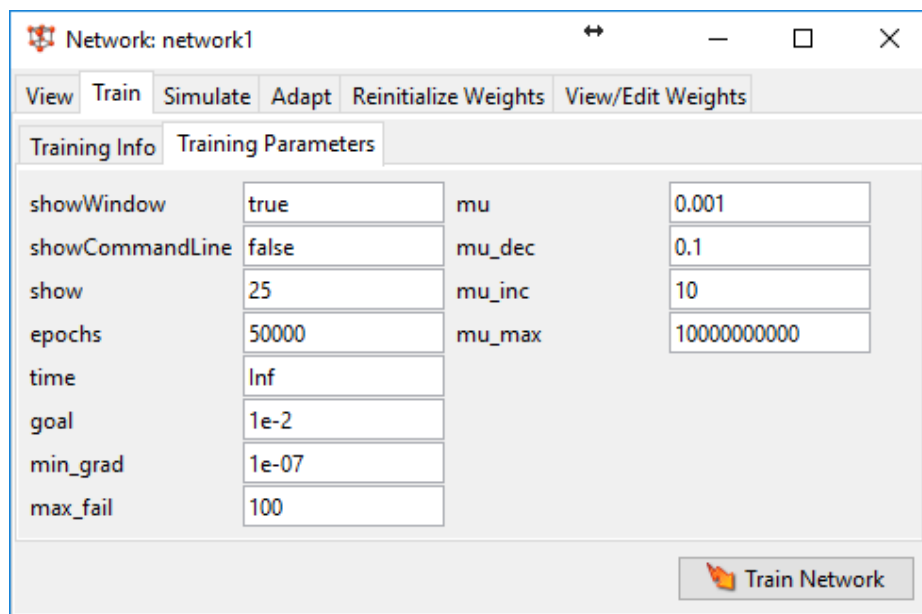 Network: network1
View Train Simulate Adapt Reinitialize Weights View/Edit Weights
Training Info Training Parameters
showWindow true mu 0.001
showCommandLine false mu_dec 0.1
show 25 mu_inc 10
epochs 50000 mu_max 10000000000
time Inf
goal 1e-2
min_grad 1e-07
max_fail 100
Train Network